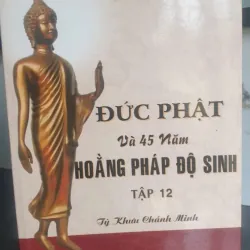 ĐỨC PHẬT
Và 45 Năm
HOẰNG PHÁP ĐỘ SINH
TẬP 12
Tỳ Khưu Chánh Minh